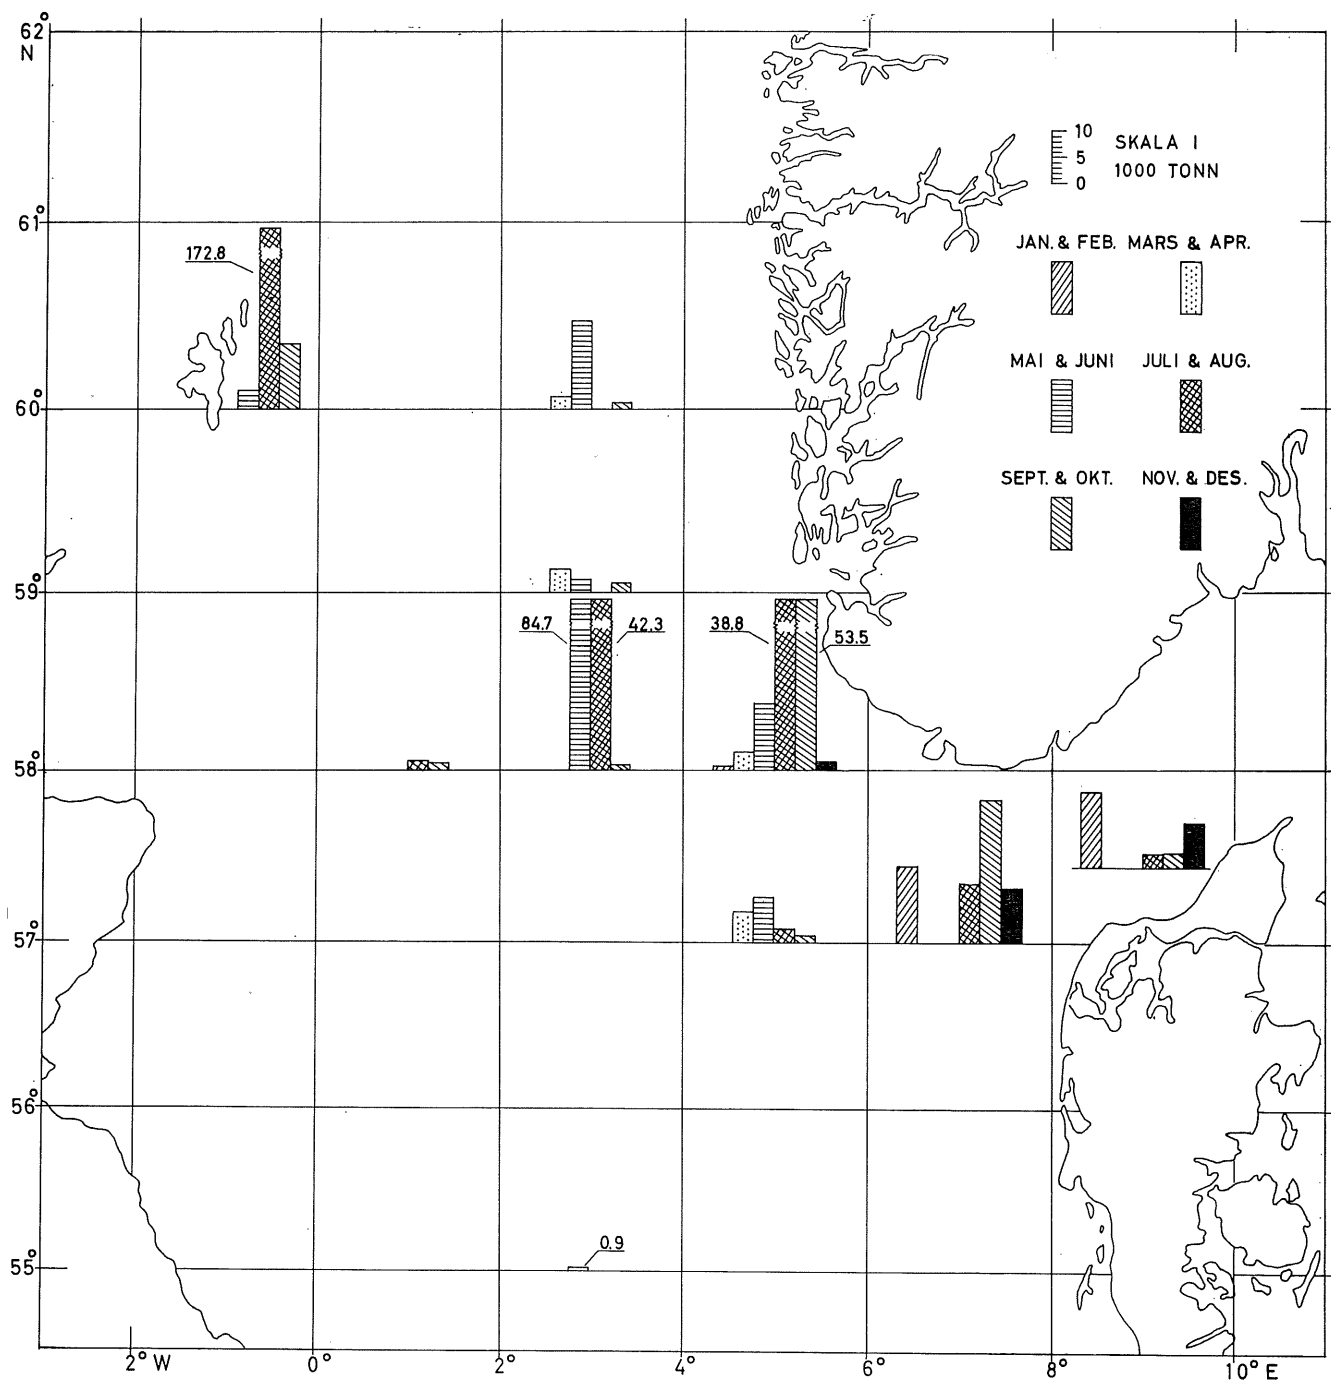 62°
N
10
5
0
SKALA I
1000 TONN
61°
JAN. & FEB. MARS & APR.
172.8
MAI & JUNI JULI & AUG.
60°
SEPT. & OKT. NOV. & DES.
59°
84.7
42.3
38.8
53.5
58°
57°
56°
0.9
55°
2° W
0°
2°
4°
6°
8°
10° E